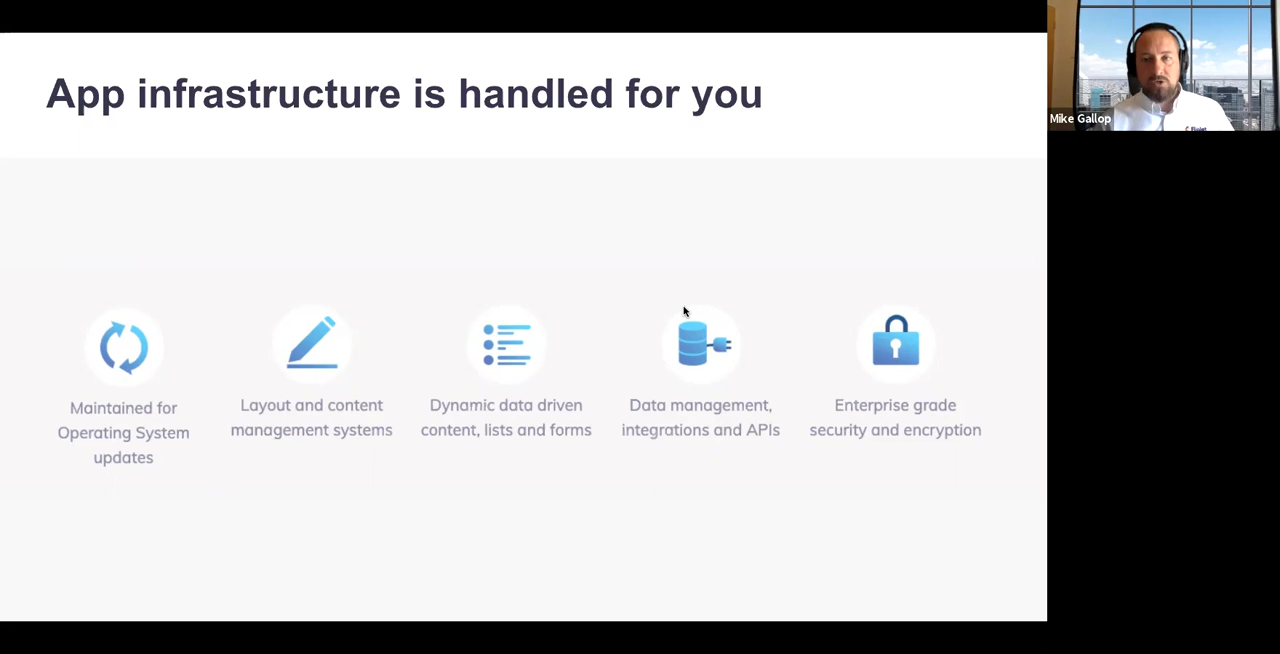 App infrastructure is handled for you
Mike Gallop
Maintained for
Operating System
updates
Layout and content
management systems
Dynamic data driven
content, lists and forms
Data management,
integrations and APIs
Enterprise grade
security and encryption